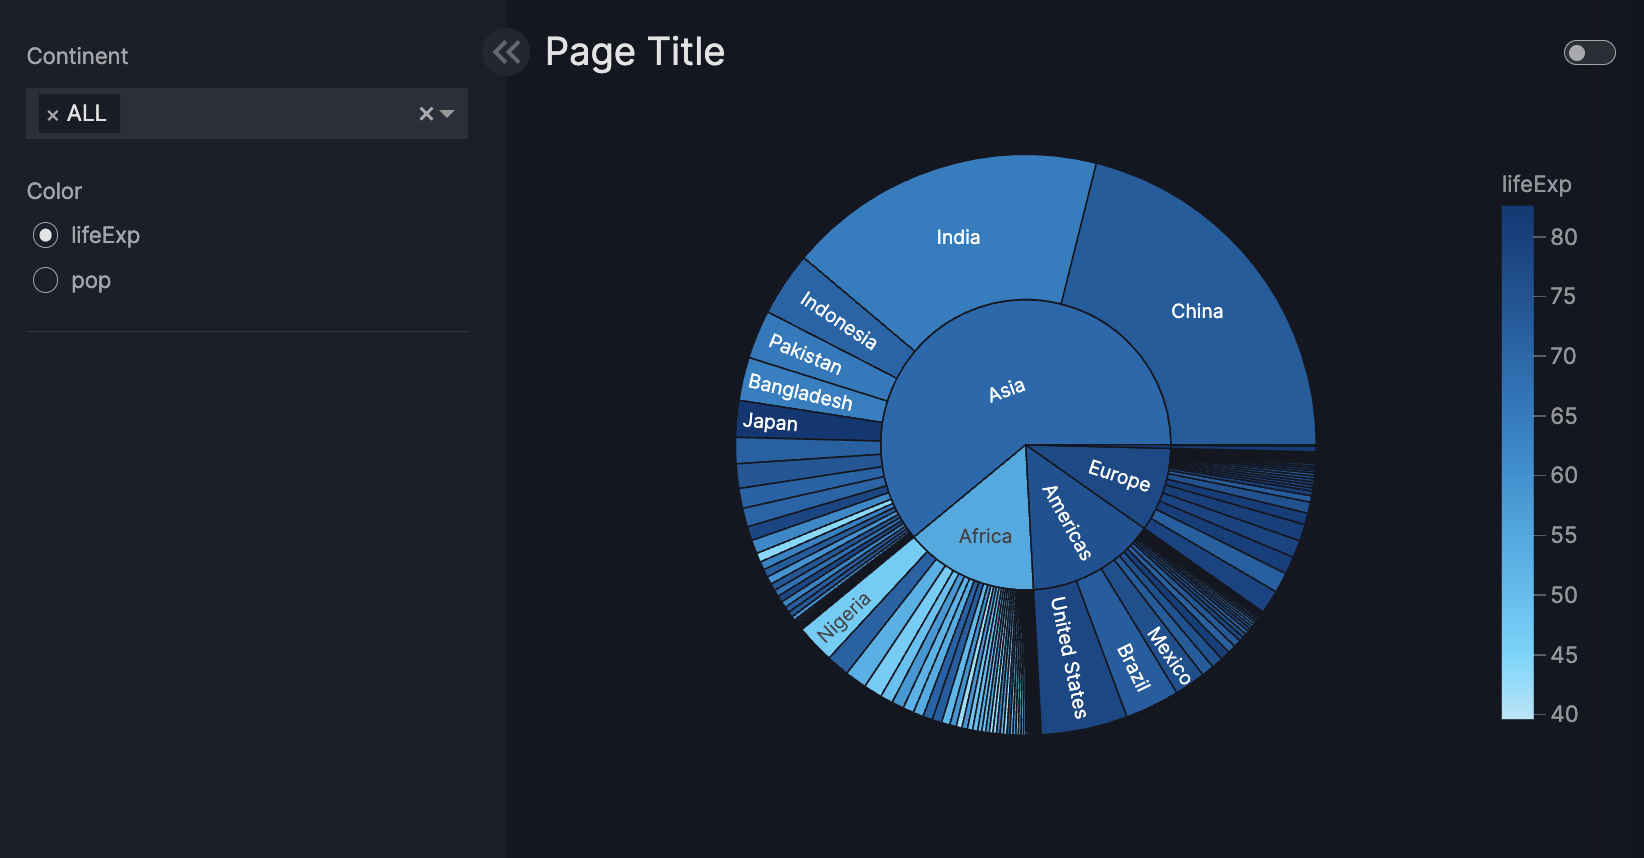 Continent
× ALL
Color
lifeExp
pop
Page Title
India
China
Indonesia
Pakistan
Bangladesh
Japan
Asia
Europe
Americas
Africa
Nigeria
United States
Brazil
Mexico
lifeExp
80
75
70
65
60
55
50
45
40